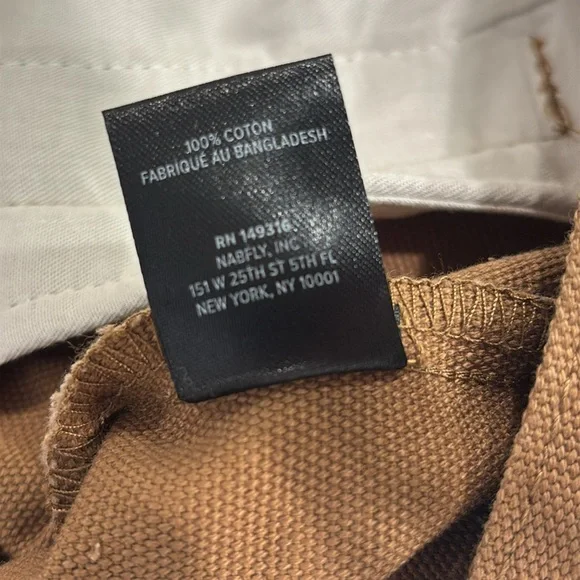 100% COTON
FABRIQUÉ AU BANGLADESH
RN 149316
NABFLY, INC
151 W 25TH ST 5TH FL
NEW YORK, NY 10001